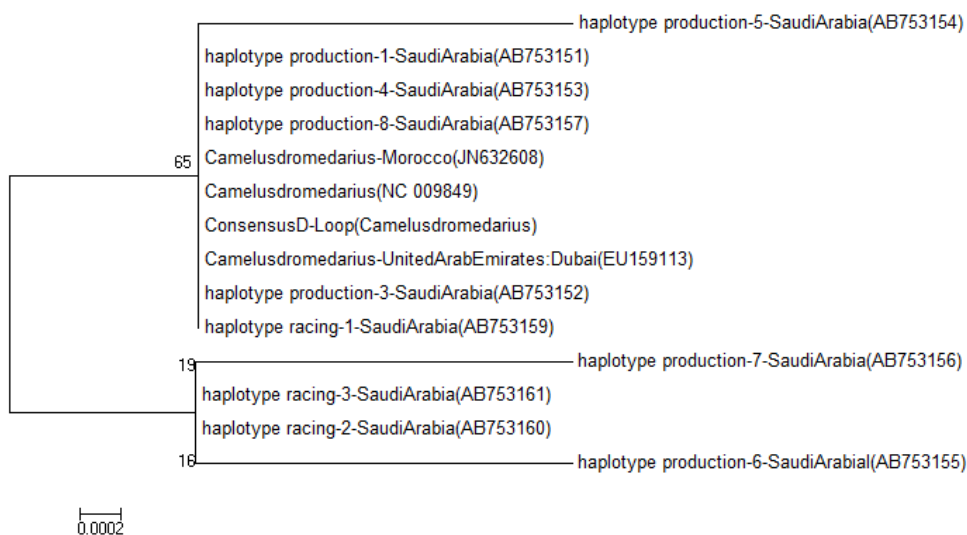 haplotype production-5-SaudiArabia(AB753154)
haplotype production-1-SaudiArabia(AB753151)
haplotype production-4-SaudiArabia(AB753153)
haplotype production-8-SaudiArabia(AB753157)
65
Camelusdromedarius-Morocco(JN632608)
Camelusdromedarius(NC 009849)
ConsensusD-Loop(Camelusdromedarius)
Camelusdromedarius-UnitedArabEmirates:Dubai(EU159113)
haplotype production-3-SaudiArabia(AB753152)
haplotype racing-1-SaudiArabia(AB753159)
19
haplotype production-7-SaudiArabia(AB753156)
haplotype racing-3-SaudiArabia(AB753161)
haplotype racing-2-SaudiArabia(AB753160)
16
haplotype production-6-SaudiArabial(AB753155)
0.0002